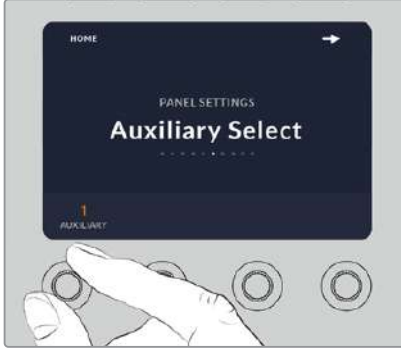 HOME
PANEL SETTINGS
Auxiliary Select
1
AUXILIARY